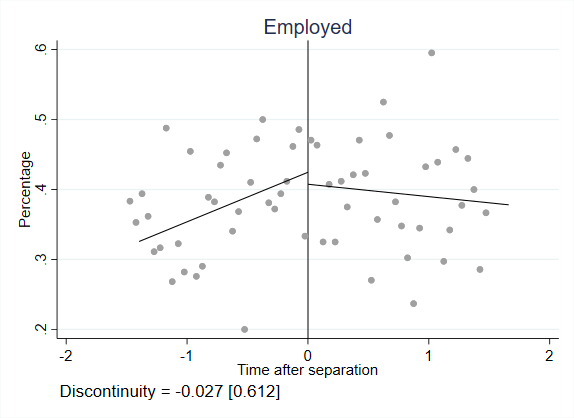 Employed
Percentage
.6
.5
.4
.3
.2
-2 -1 0 1 2
Time after separation
Discontinuity = -0.027 [0.612]